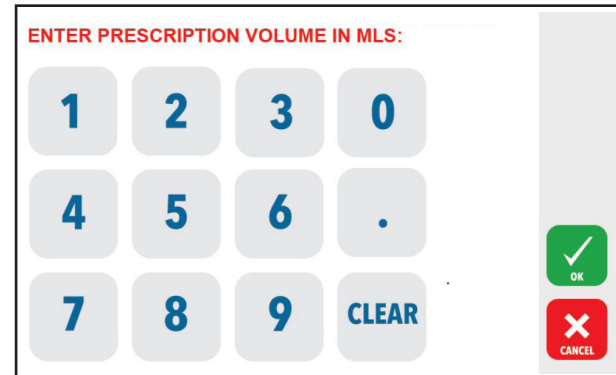 ENTER PRESCRIPTION VOLUME IN MLS:
1 2 3 0
4 5 6 .
OK
7 8 9 CLEAR
CANCEL